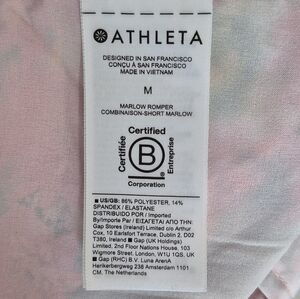 ATHLETA
DESIGNED IN SAN FRANCISCO
CONÇU À SAN FRANCISCO
MADE IN VIETNAM
M
MARLOW ROMPER
COMBINAISON-SHORT MARLOW
Certified
Certifiée
B
Entreprise
Corporation
US/GB: 86% POLYESTER, 14%
SPANDEX / ELASTANE
DISTRIBUTED PO / Imported
By/Importé Par / ΕΙΣΑΓΕΤΑΙ ΑΠΟ ΤΗΝ:
Gap Stores (Ireland) Limited c/o Arthur
Cox, 10 Earlsfort Terrace, Dublin 2, D02
T380, Ireland ■ Gap (UK Holdings)
Limited, 2nd Floor Nations House, 103
Wigmore Street, London, W1U 1QS, UK
■ Gap (RHC) B.V. Luna ArenA
Herikerbergweg 238 Amsterdam 1101
CM, The Netherlands